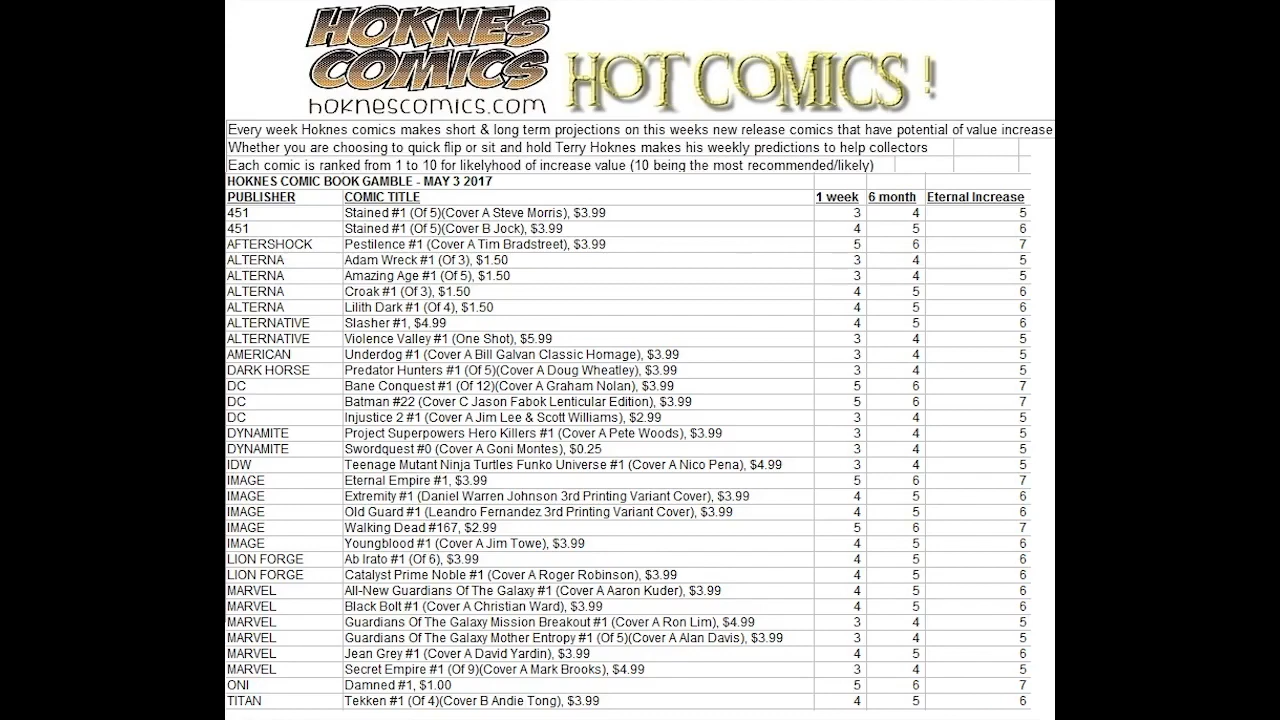 HOKNES
COMICS
hoknescomics.com
HOT COMICS !
Every week Hoknes comics makes short & long term projections on this weeks new release comics that have potential of value increase
Whether you are choosing to quick flip or sit and hold Terry Hoknes makes his weekly predictions to help collectors
Each comic is ranked from 1 to 10 for likelyhood of increase value (10 being the most recommended/likely)
HOKNES COMIC BOOK GAMBLE - MAY 3 2017
PUBLISHER COMIC TITLE 1 week 6 month Eternal Increase
451 Stained #1 (Of 5)(Cover A Steve Morris), $3.99 3 4 5
451 Stained #1 (Of 5)(Cover B Jock), $3.99 4 5 6
AFTERSHOCK Pestilence #1 (Cover A Tim Bradstreet), $3.99 5 6 7
ALTERNA Adam Wreck #1 (Of 3), $1.50 3 4 5
ALTERNA Amazing Age #1 (Of 5), $1.50 3 4 5
ALTERNA Croak #1 (Of 3), $1.50 4 5 6
ALTERNA Lilith Dark #1 (Of 4), $1.50 4 5 6
ALTERNATIVE Slasher #1, $4.99 4 5 6
ALTERNATIVE Violence Valley #1 (One Shot), $5.99 3 4 5
AMERICAN Underdog #1 (Cover A Bill Galvan Classic Homage), $3.99 3 4 5
DARK HORSE Predator Hunters #1 (Of 5)(Cover A Doug Wheatley), $3.99 3 4 5
DC Bane Conquest #1 (Of 12)(Cover A Graham Nolan), $3.99 5 6 7
DC Batman #22 (Cover C Jason Fabok Lenticular Edition), $3.99 5 6 7
DC Injustice 2 #1 (Cover A Jim Lee & Scott Williams), $2.99 3 4 5
DYNAMITE Project Superpowers Hero Killers #1 (Cover A Pete Woods), $3.99 3 4 5
DYNAMITE Swordquest #0 (Cover A Goni Montes), $0.25 3 4 5
IDW Teenage Mutant Ninja Turtles Funko Universe #1 (Cover A Nico Pena), $4.99 3 4 5
IMAGE Eternal Empire #1, $3.99 5 6 7
IMAGE Extremity #1 (Daniel Warren Johnson 3rd Printing Variant Cover), $3.99 4 5 6
IMAGE Old Guard #1 (Leandro Fernandez 3rd Printing Variant Cover), $3.99 4 5 6
IMAGE Walking Dead #167, $2.99 5 6 7
IMAGE Youngblood #1 (Cover A Jim Towe), $3.99 4 5 6
LION FORGE Ab Irato #1 (Of 6), $3.99 4 5 6
LION FORGE Catalyst Prime Noble #1 (Cover A Roger Robinson), $3.99 4 5 6
MARVEL All-New Guardians Of The Galaxy #1 (Cover A Aaron Kuder), $3.99 4 5 6
MARVEL Black Bolt #1 (Cover A Christian Ward), $3.99 4 5 6
MARVEL Guardians Of The Galaxy Mission Breakout #1 (Cover A Ron Lim), $4.99 3 4 5
MARVEL Guardians Of The Galaxy Mother Entropy #1 (Of 5)(Cover A Alan Davis), $3.99 3 4 5
MARVEL Jean Grey #1 (Cover A David Yardin), $3.99 4 5 6
MARVEL Secret Empire #1 (Of 9)(Cover A Mark Brooks), $4.99 3 4 5
ONI Damned #1, $1.00 5 6 7
TITAN Tekken #1 (Of 4)(Cover B Andie Tong), $3.99 4 5 6